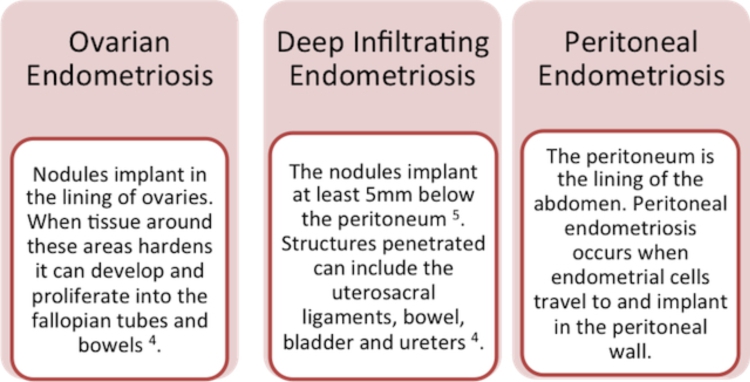 Ovarian
Endometriosis
Nodules implant in
the lining of ovaries.
When tissue around
these areas hardens
it can develop and
proliferate into the
fallopian tubes and
bowels ⁴.
Deep Infiltrating
Endometriosis
The nodules implant
at least 5mm below
the peritoneum ⁵.
Structures penetrated
can include the
uterosacral
ligaments, bowel,
bladder and ureters ⁴.
Peritoneal
Endometriosis
The peritoneum is
the lining of the
abdomen. Peritoneal
endometriosis
occurs when
endometrial cells
travel to and implant
in the peritoneal
wall.